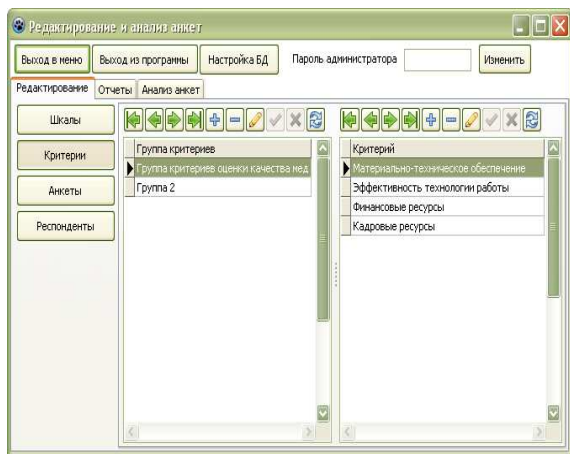 Редактирование и анализ анкет
Выход в меню Выход из программы Настройка БД Пароль администратора Изменить
Редактирование Отчеты Анализ анкет
Шкалы
Критерии
Анкеты
Респонденты
Группа критериев
Группа критериев оценки качества мед
Группа 2
Критерий
Материально-техническое обеспечение
Эффективность технологии работы
Финансовые ресурсы
Кадровые ресурсы